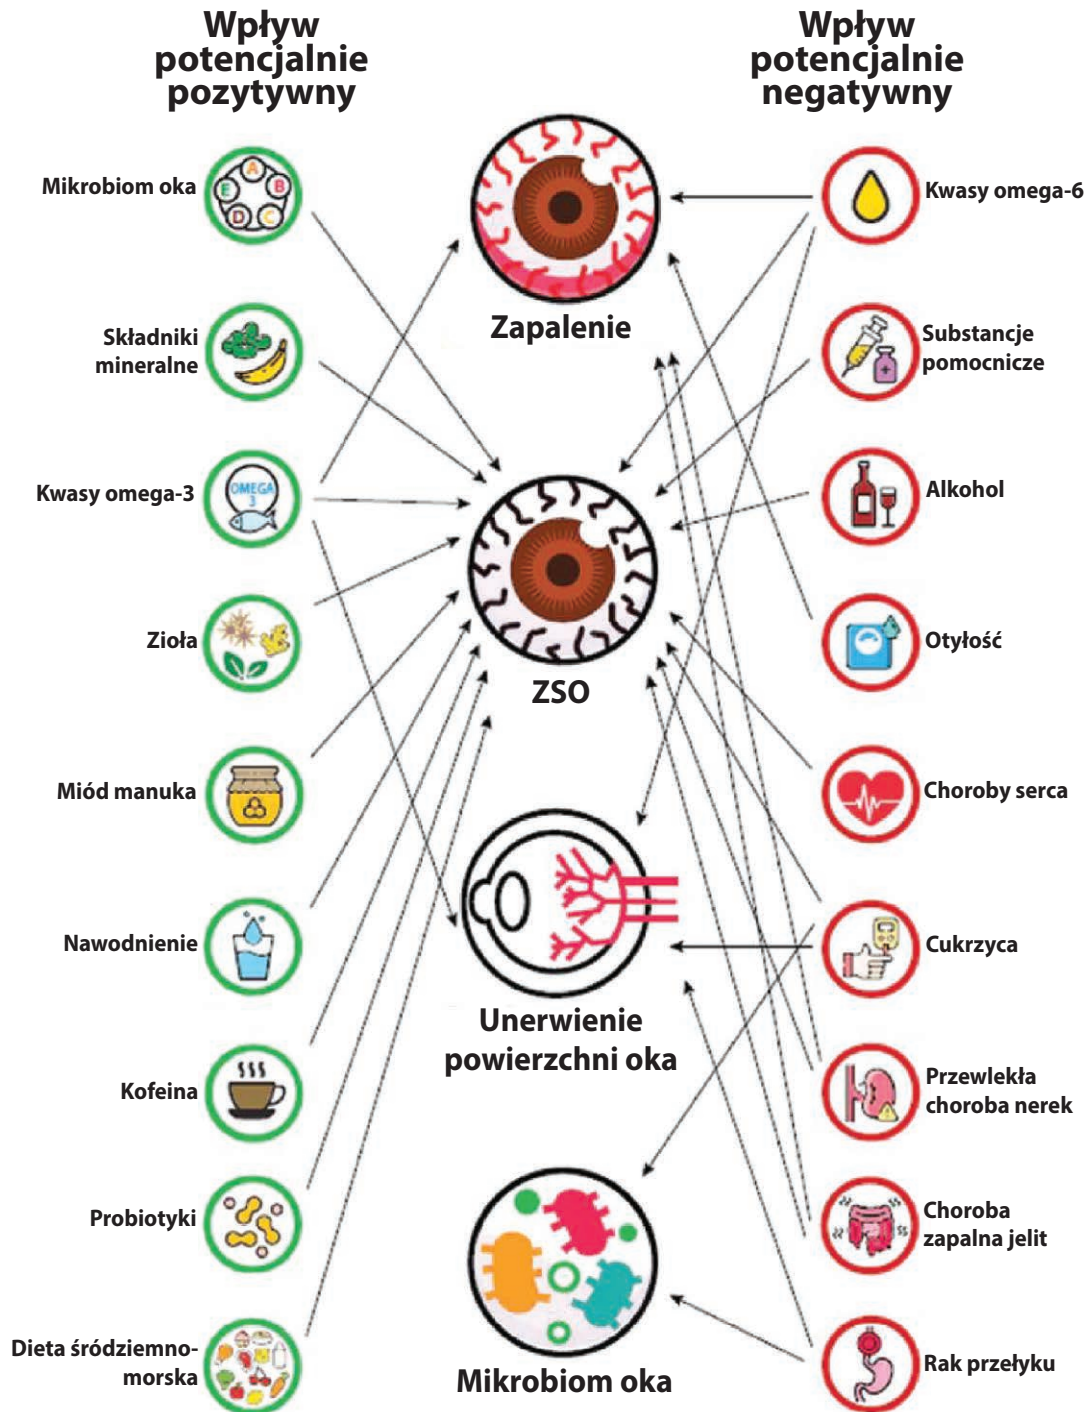 Wpływ
potencjalnie
pozytywny
Wpływ
potencjalnie
negatywny
Mikrobiom oka
A
B
C
D
E
Składniki
mineralne
Kwasy omega-3
OMEGA
3
Zioła
Miód manuka
Nawodnienie
Kofeina
Probiotyki
Dieta śródziemno-
morska
Zapalenie
ZSO
Unerwienie
powierzchni oka
Mikrobiom oka
Kwasy omega-6
Substancje
pomocnicze
Alkohol
Otyłość
Choroby serca
Cukrzyca
Przewlekła
choroba nerek
Choroba
zapalna jelit
Rak przełyku